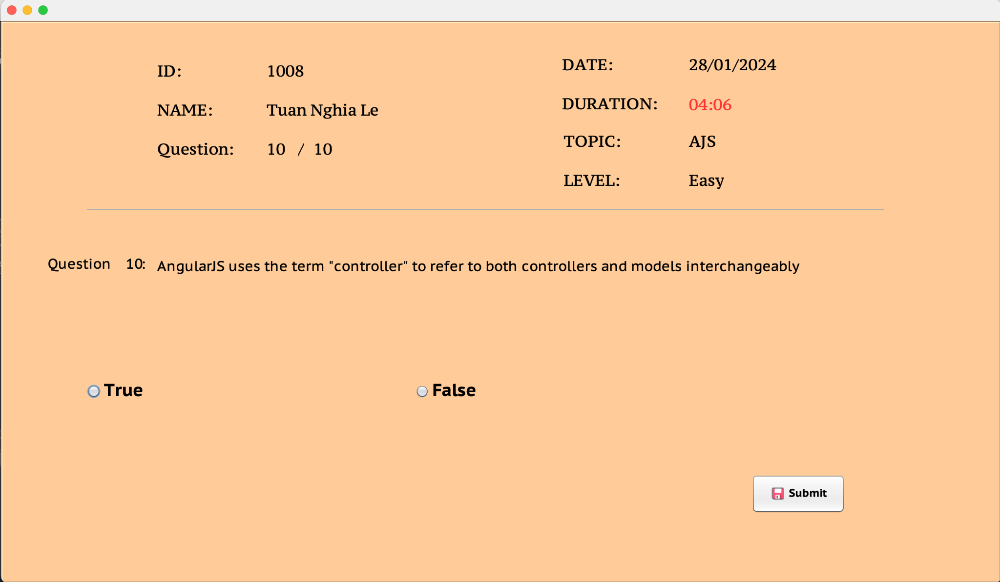 ID: 1008
NAME: Tuan Nghia Le
Question: 10 / 10
DATE: 28/01/2024
DURATION: 04:06
TOPIC: AJS
LEVEL: Easy
Question 10: AngularJS uses the term "controller" to refer to both controllers and models interchangeably
True False
Submit